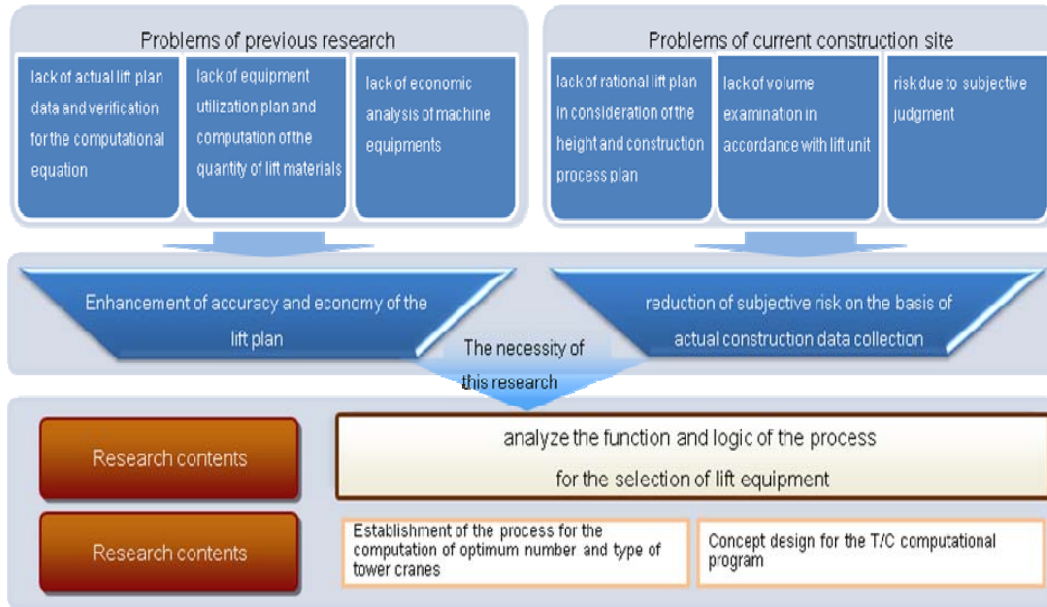 Problems of previous research
lack of actual lift plan
data and verification
for the computational
equation
lack of equipment
utilization plan and
computation of the
quantity of lift materials
lack of economic
analysis of machine
equipments
Problems of current construction site
lack of rational lift plan
in consideration of the
height and construction
process plan
lack of volume
examination in
accordance with lift unit
risk due to subjective
judgment
Enhancement of accuracy and economy of the
lift plan
reduction of subjective risk on the basis of
actual construction data collection
The necessity of
this research
Research contents
analyze the function and logic of the process
for the selection of lift equipment
Research contents
Establishment of the process for the
computation of optimum number and type of
tower cranes
Concept design for the T/C computational
program